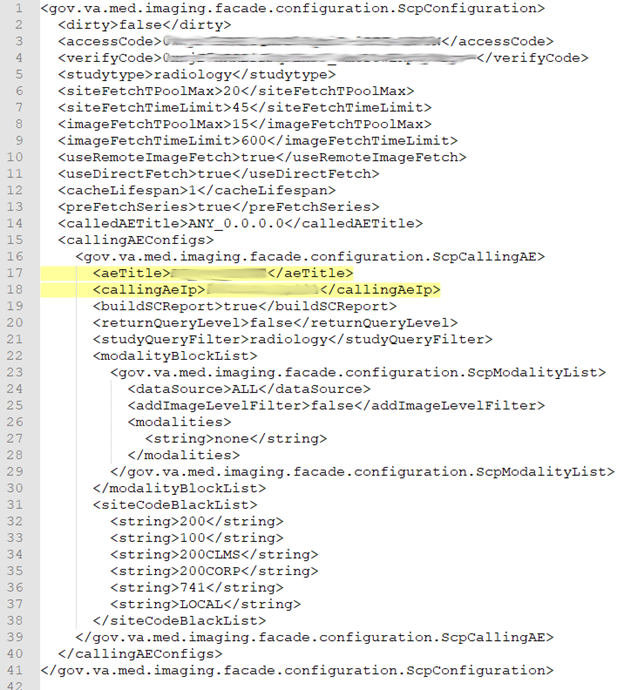 1 <gov.va.med.imaging.facade.configuration.ScpConfiguration>
2 <dirty>false</dirty>
3 <accessCode></accessCode>
4 <verifyCode></verifyCode>
5 <studytype>radiology</studytype>
6 <siteFetchTPoolMax>20</siteFetchTPoolMax>
7 <siteFetchTimeLimit>45</siteFetchTimeLimit>
8 <imageFetchTPoolMax>15</imageFetchTPoolMax>
9 <imageFetchTimeLimit>600</imageFetchTimeLimit>
10 <useRemoteImageFetch>true</useRemoteImageFetch>
11 <useDirectFetch>true</useDirectFetch>
12 <cacheLifespan>1</cacheLifespan>
13 <preFetchSeries>true</preFetchSeries>
14 <calledAETitle>ANY_0.0.0.0</calledAETitle>
15 <callingAEConfigs>
16 <gov.va.med.imaging.facade.configuration.ScpCallingAE>
17 <aeTitle></aeTitle>
18 <callingAeIp></callingAeIp>
19 <buildSCReport>true</buildSCReport>
20 <returnQueryLevel>false</returnQueryLevel>
21 <studyQueryFilter>radiology</studyQueryFilter>
22 <modalityBlockList>
23 <gov.va.med.imaging.facade.configuration.ScpModalityList>
24 <dataSource>ALL</dataSource>
25 <addImageLevelFilter>false</addImageLevelFilter>
26 <modalities>
27 <string>none</string>
28 </modalities>
29 </gov.va.med.imaging.facade.configuration.ScpModalityList>
30 </modalityBlockList>
31 <siteCodeBlackList>
32 <string>200</string>
33 <string>100</string>
34 <string>200CLMS</string>
35 <string>200CORP</string>
36 <string>741</string>
37 <string>LOCAL</string>
38 </siteCodeBlackList>
39 </gov.va.med.imaging.facade.configuration.ScpCallingAE>
40 </callingAEConfigs>
41 </gov.va.med.imaging.facade.configuration.ScpConfiguration>
42